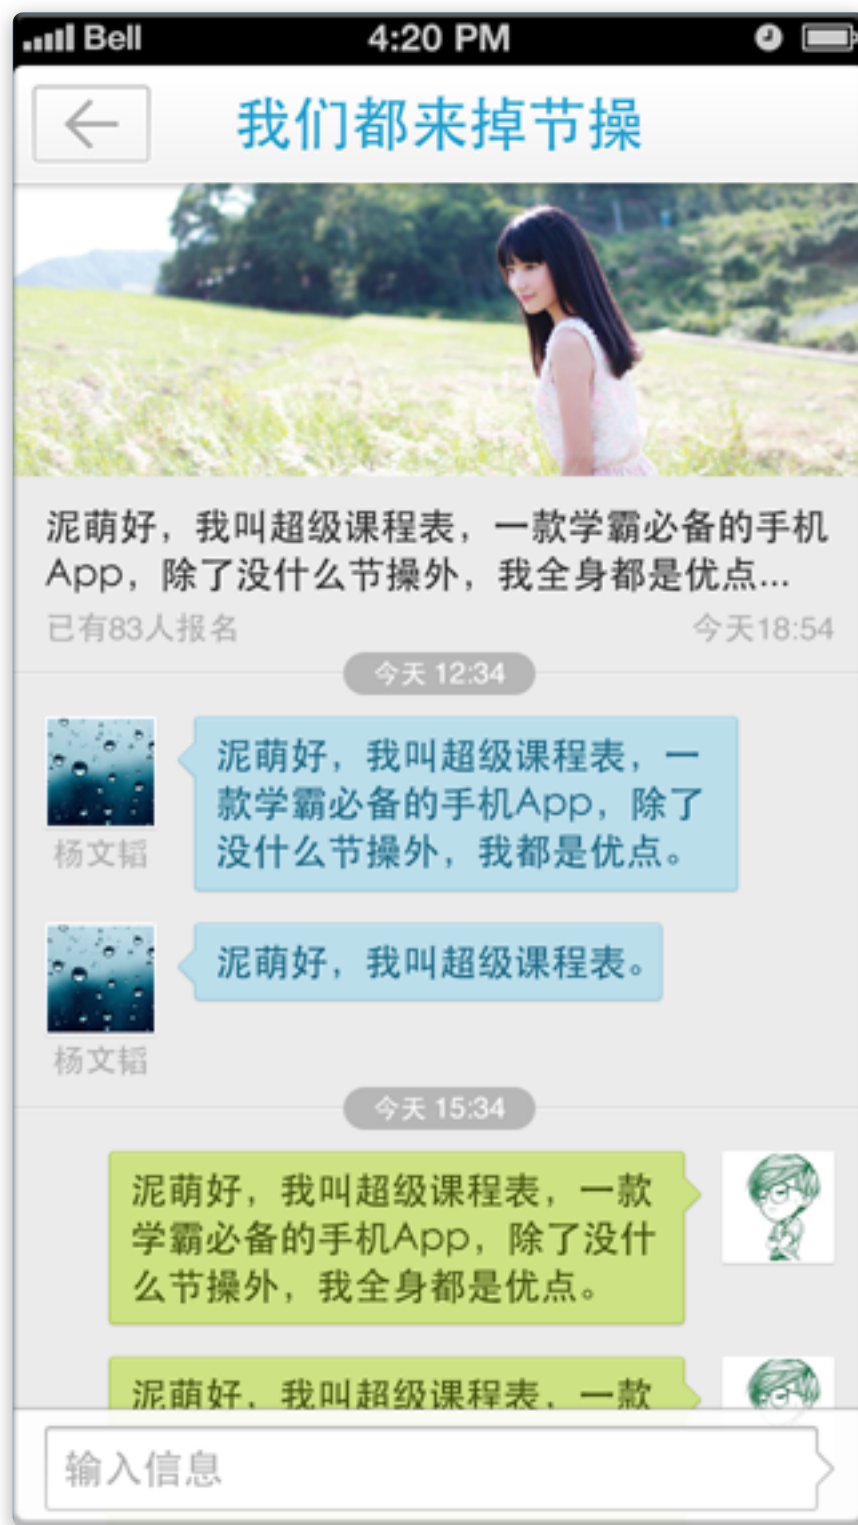 Bell 4:20 PM
我们都来掉节操
泥萌好，我叫超级课程表，一款学霸必备的手机
App，除了没什么节操外，我全身都是优点...
已有83人报名 今天18:54
今天 12:34
泥萌好，我叫超级课程表，一
款学霸必备的手机App，除了
没什么节操外，我都是优点。
杨文韬
泥萌好，我叫超级课程表。
杨文韬
今天 15:34
泥萌好，我叫超级课程表，一款
学霸必备的手机App，除了没什
么节操外，我全身都是优点。
泥萌好，我叫超级课程表，一款
输入信息